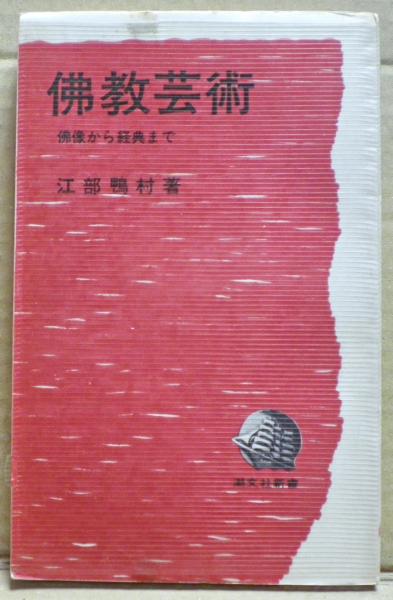 佛教芸術
佛像から経典まで
江部鴨村著
潮文社新書